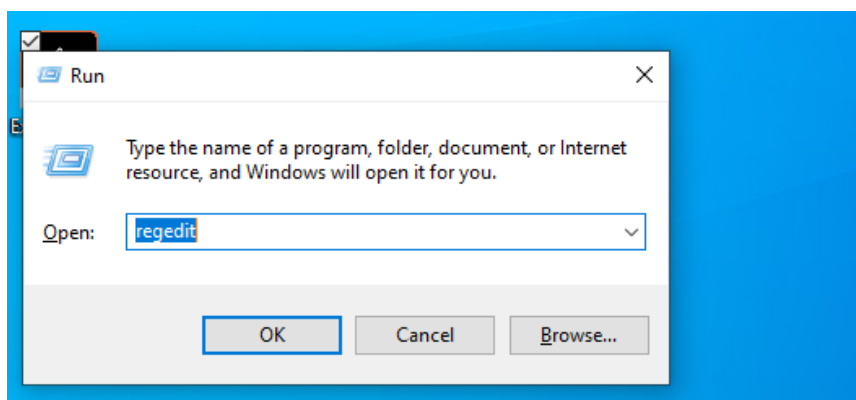 Run
Type the name of a program, folder, document, or Internet
resource, and Windows will open it for you.
Open:
regedit
OK
Cancel
Browse...